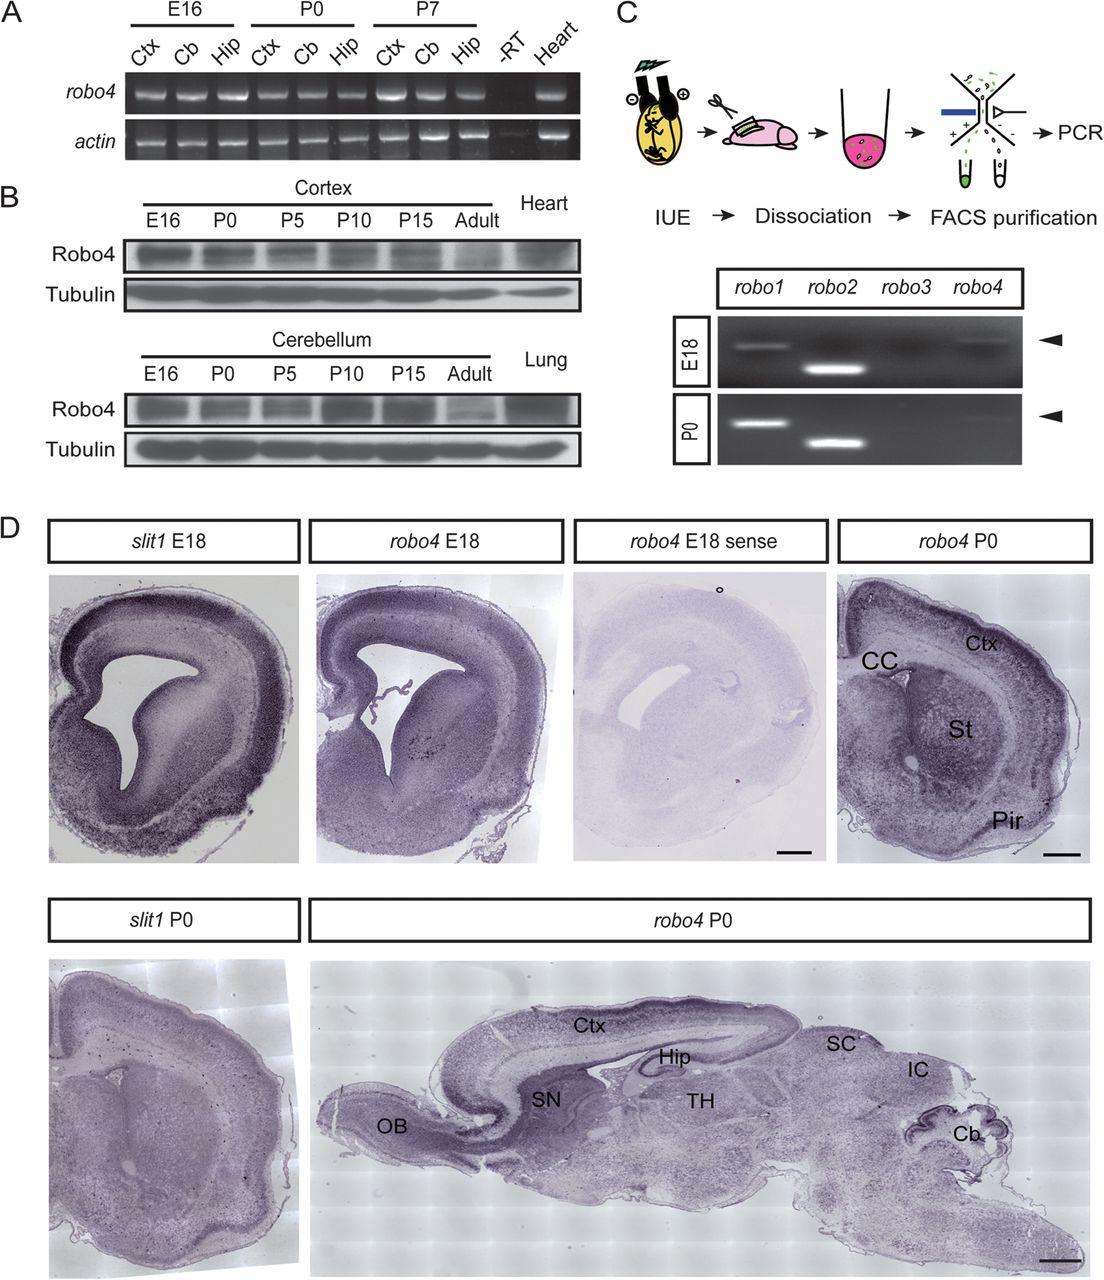 A
E16 P0 P7
Ctx Cb Hip Ctx Cb Hip Ctx Cb Hip -RT Heart
robo4
actin
B
Cortex
Heart
E16 P0 P5 P10 P15 Adult
Robo4
Tubulin
Cerebellum
Lung
E16 P0 P5 P10 P15 Adult
Robo4
Tubulin
C
- +
+ + - -
PCR
IUE Dissociation FACS purification
robo1 robo2 robo3 robo4
E18
P0
D
slit1 E18 robo4 E18 robo4 E18 sense robo4 P0
Ctx
CC
St
Pir
slit1 P0 robo4 P0
Ctx
Hip
SC
IC
SN
TH
OB
Cb